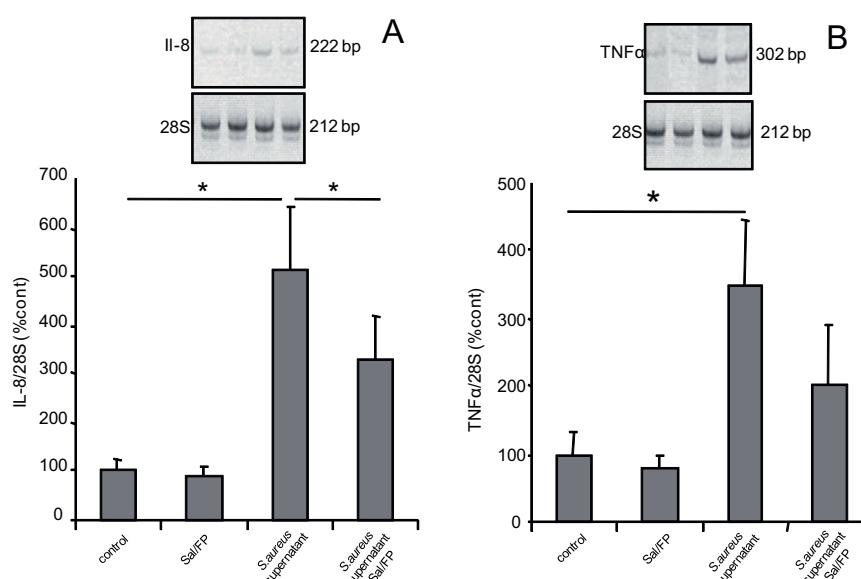 A
Il-8
222 bp
28S
212 bp
700
600
500
400
300
200
100
0
IL-8/28S (%cont)
*
*
control
Sal/FP
S.aureus
supernatant
S.aureus
supernatant
Sal/FP
B
TNFα
302 bp
28S
212 bp
500
400
300
200
100
0
TNFα/28S (%cont)
*
control
Sal/FP
S.aureus
supernatant
S.aureus
supernatant
Sal/FP